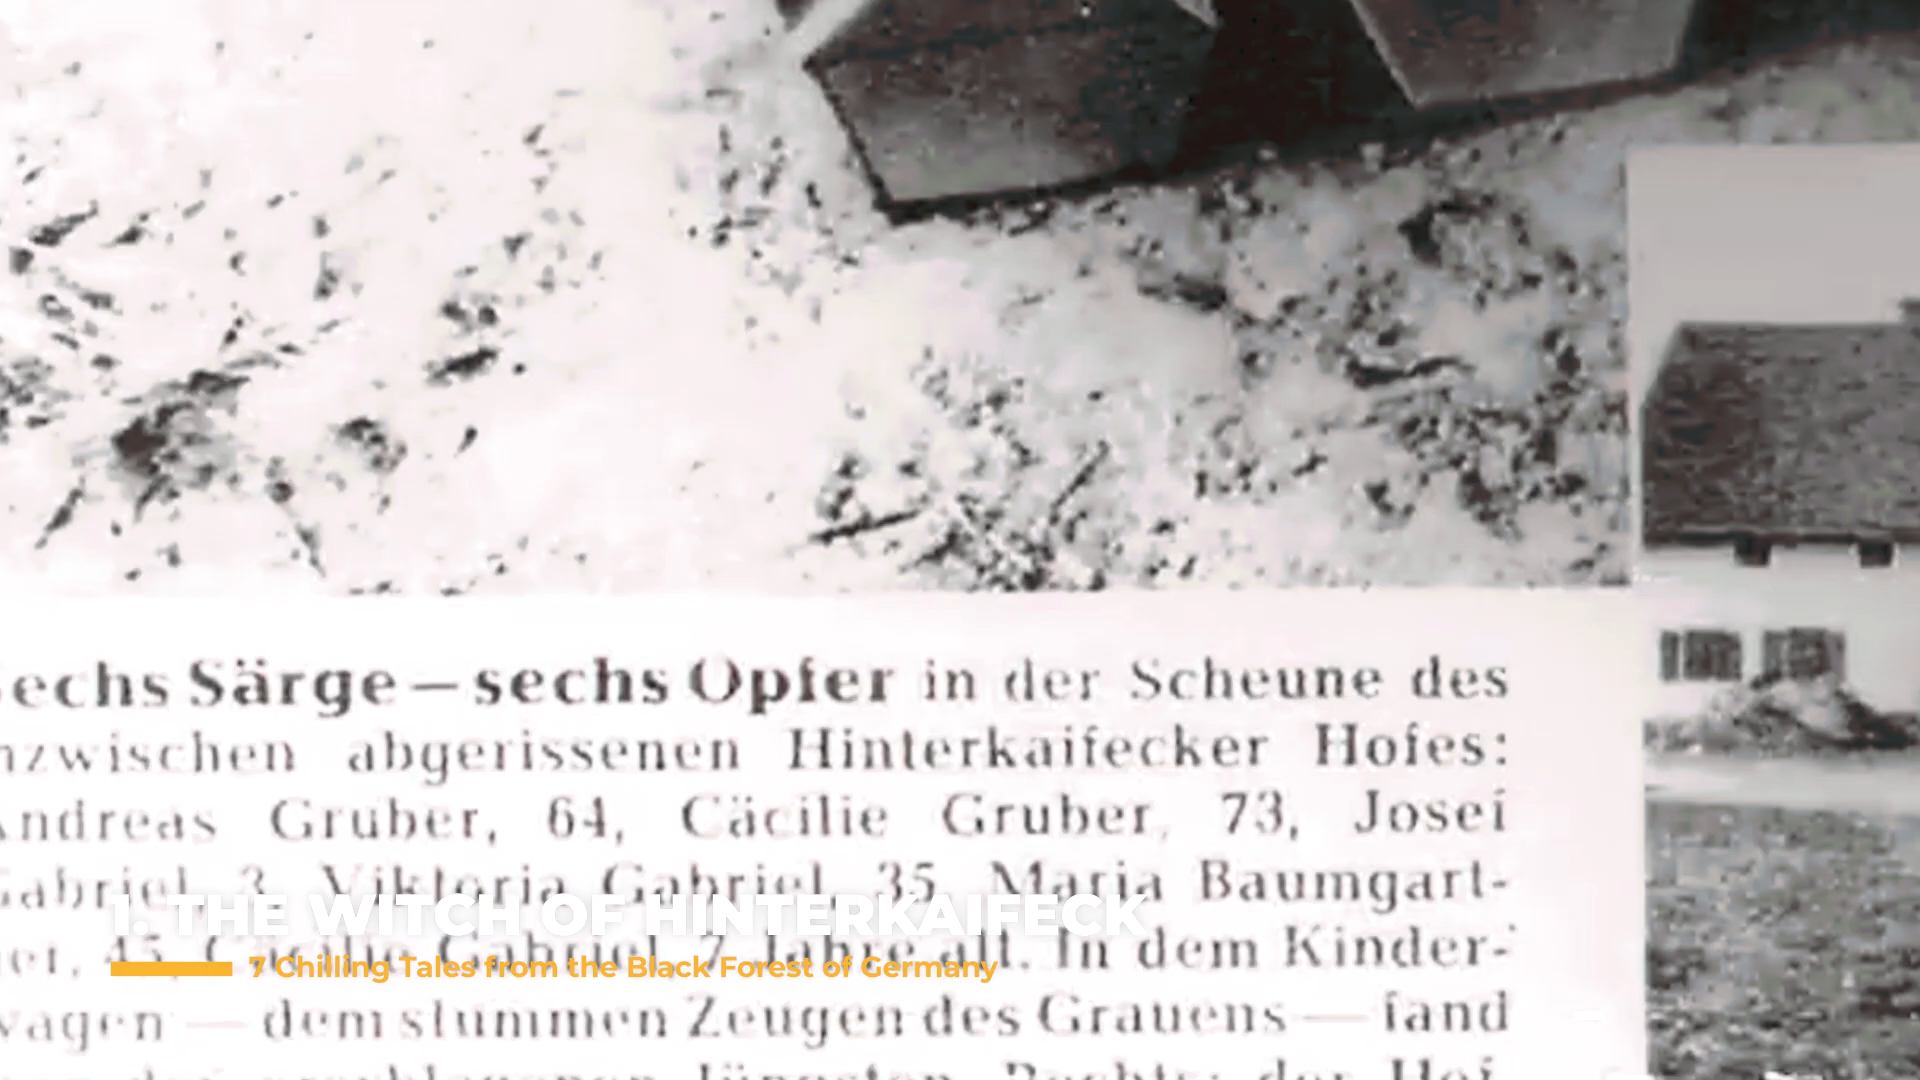 Sechs Särge – sechs Opfer in der Scheune des
inzwischen abgerissenen Hinterkaifecker Hofes:
Andreas Gruber, 64, Cäcilie Gruber, 73, Josef
Gabriel, 3, Viktoria Gabriel, 35, Maria Baumgart-
1. THE WITCH OF HINTERKAIFECK
ner, 45, Cäcilie Gabriel, 7 Jahre alt. In dem Kinder-
7 Chilling Tales from the Black Forest of Germany
wagen — dem stummen Zeugen des Grauens — fand